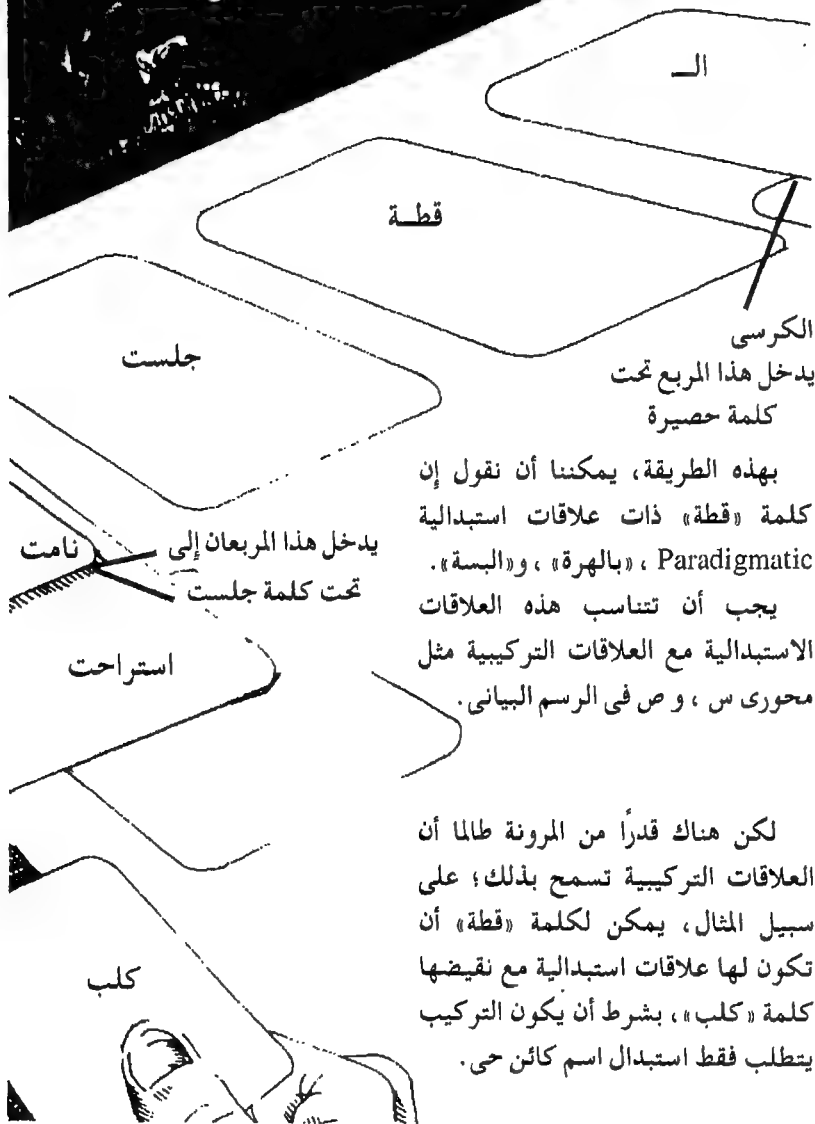 الـ
قطـة
الكرسى
يدخل هذا المربع تحت
كلمة حصيرة
جلست
بهذه الطريقة، يمكننا أن نقول إن
كلمة «قطة» ذات علاقات استبدالية
Paradigmatic ، «بالهرة» ، و«البسة».
يجب أن تتناسب هذه العلاقات
الاستبدالية مع العلاقات التركيبية مثل
محورى س ، و ص فى الرسم البيانى.
نامت
يدخل هذا المربعان إلى
تحت كلمة جلست
استراحت
لكن هناك قدرًا من المرونة طالما أن
العلاقات التركيبية تسمح بذلك؛ على
سبيل المثال، يمكن لكلمة «قطة» أن
تكون لها علاقات استبدالية مع نقيضها
كلمة «كلب»، بشرط أن يكون التركيب
يتطلب فقط استبدال اسم كائن حى.
كلب